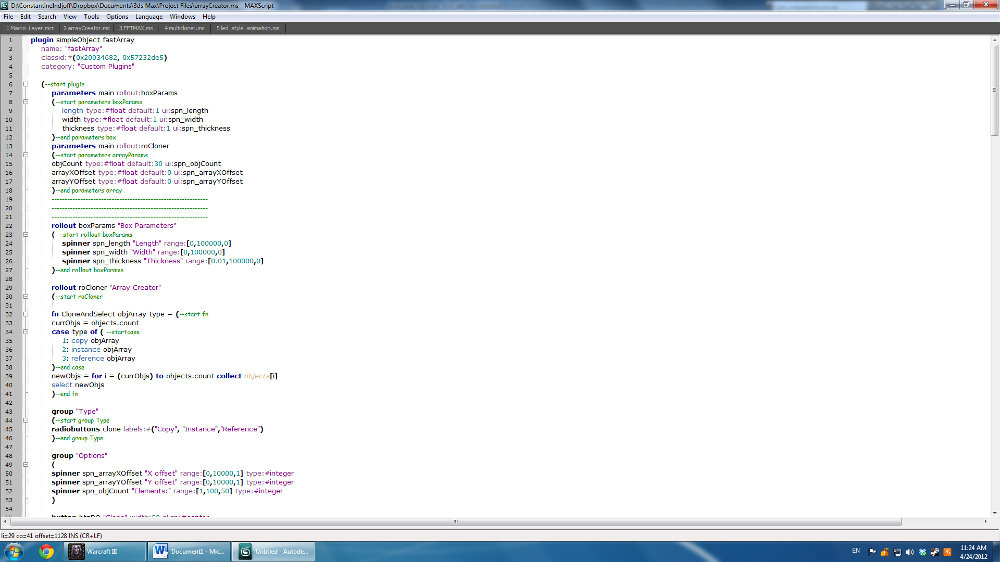 D:\ConstantineIndjoff\Dropbox\Documents\3ds Max\Project Files\arrayCreator.ms - MAXScript
File Edit Search View Tools Options Language Windows Help
1 Macro_Layer.mcr 2 arrayCreator.ms 3 FFTMAX.ms 4 multicloner.ms 5 led_style_animation.ms
1 plugin simpleObject fastArray
2 name: "fastArray"
3 classid:#(0x20934682, 0x57232de5)
4 category: "Custom Plugins"
5
6 (--start plugin
7 parameters main rollout:boxParams
8 (--start parameters boxParams
9 length type:#float default:1 ui:spn_length
10 width type:#float default:1 ui:spn_width
11 thickness type:#float default:1 ui:spn_thickness
12 )--end parameters box
13 parameters main rollout:roCloner
14 (--start parameters arrayParams
15 objCount type:#float default:30 ui:spn_objCount
16 arrayXOffset type:#float default:0 ui:spn_arrayXOffset
17 arrayYOffset type:#float default:0 ui:spn_arrayYOffset
18 )--end parameters array
19 ------------------------------------------------------------
20 ------------------------------------------------------------
21 ------------------------------------------------------------
22 rollout boxParams "Box Parameters"
23 ( --start rollout boxParams
24 spinner spn_length "Length" range:[0,100000,0]
25 spinner spn_width "Width" range:[0,100000,0]
26 spinner spn_thickness "Thickness" range:[0.01,100000,0]
27 )--end rollout boxParams
28
29 rollout roCloner "Array Creator"
30 (--start roCloner
31
32 fn CloneAndSelect objArray type = (--start fn
33 currObjs = objects.count
34 case type of ( --startcase
35 1: copy objArray
36 2: instance objArray
37 3: reference objArray
38 )--end case
39 newObjs = for i = (currObjs) to objects.count collect objects[i]
40 select newObjs
41 )--end fn
42
43 group "Type"
44 (--start group Type
45 radiobuttons clone labels:#("Copy", "Instance","Reference")
46 )--end group Type
47
48 group "Options"
49 (
50 spinner spn_arrayXOffset "X offset" range:[0,10000,1] type:#integer
51 spinner spn_arrayYOffset "Y offset" range:[0,10000,1] type:#integer
52 spinner spn_objCount "Elements:" range:[1,100,50] type:#integer
53 )
54
55 button btnDO "Clone" width:50 align:#center
li=29 co=41 offset=1128 INS (CR+LF)
Warcraft III Document1 - Mic... Untitled - Autode... EN 11:24 AM
4/24/2012